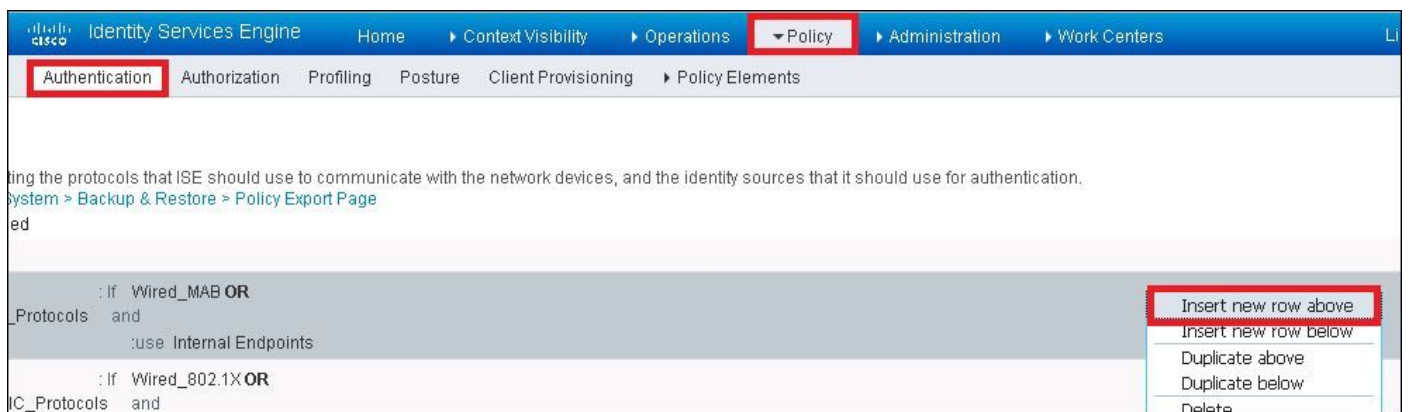 cisco Identity Services Engine Home Context Visibility Operations Policy Administration Work Centers Li
Authentication Authorization Profiling Posture Client Provisioning Policy Elements
ting the protocols that ISE should use to communicate with the network devices, and the identity sources that it should use for authentication.
System > Backup & Restore > Policy Export Page
ed
: If Wired_MAB OR
_Protocols and
:use Internal Endpoints
: If Wired_802.1X OR
IC_Protocols and
Insert new row above
Insert new row below
Duplicate above
Duplicate below
Delete